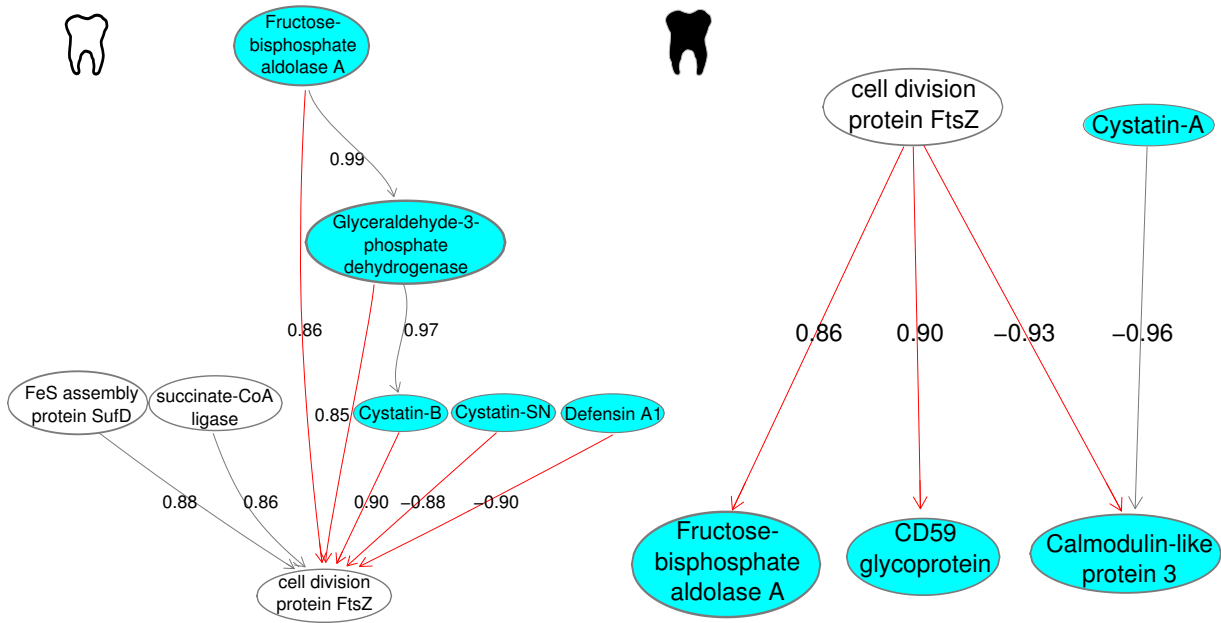 Fructose-
bisphosphate
aldolase A
0.99
Glyceraldehyde-3-
phosphate
dehydrogenase
0.86
0.97
FeS assembly
protein SufD
succinate-CoA
ligase
0.85
Cystatin-B
Cystatin-SN
Defensin A1
0.88
0.86
0.90
−0.88
−0.90
cell division
protein FtsZ
cell division
protein FtsZ
Cystatin-A
0.86
0.90
−0.93
−0.96
Fructose-
bisphosphate
aldolase A
CD59
glycoprotein
Calmodulin-like
protein 3